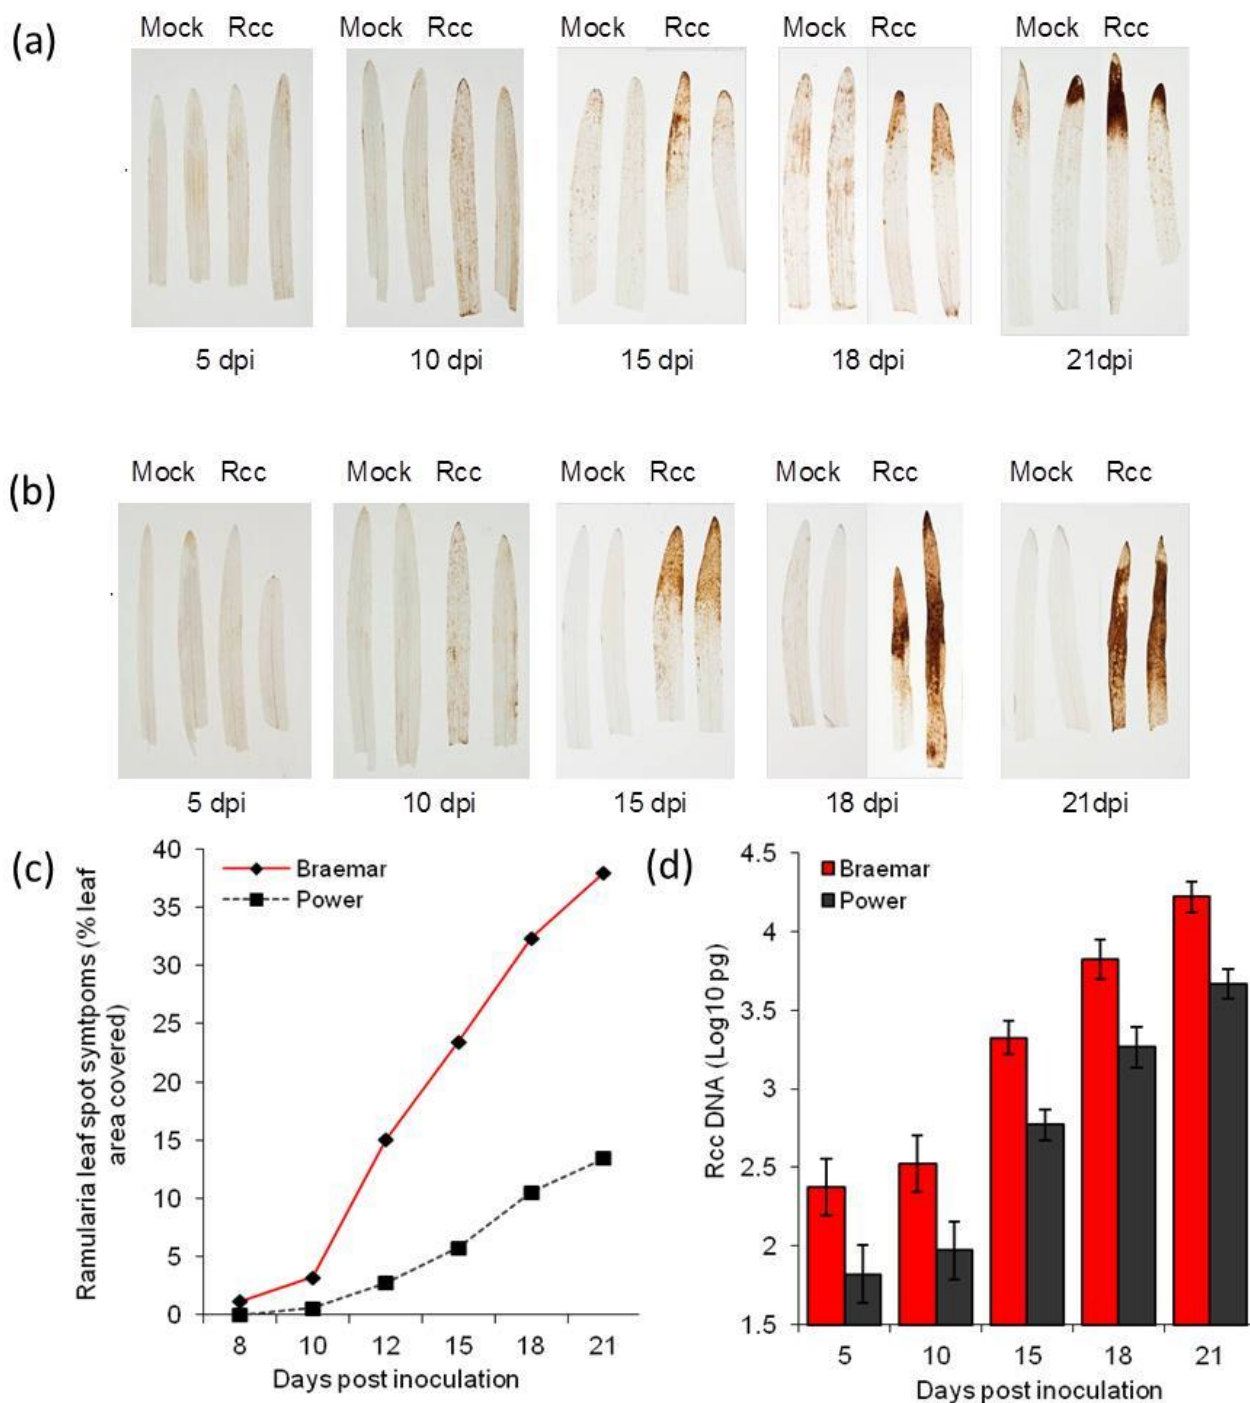 (a)
Mock Rcc Mock Rcc Mock Rcc Mock Rcc Mock Rcc
5 dpi 10 dpi 15 dpi 18 dpi 21dpi
(b)
Mock Rcc Mock Rcc Mock Rcc Mock Rcc Mock Rcc
5 dpi 10 dpi 15 dpi 18 dpi 21dpi
(c)
Ramularia leaf spot symtpoms (% leaf
area covered)
40
35
30
25
20
15
10
5
0
Braemar
Power
8 10 12 15 18 21
Days post inoculation
(d)
Rcc DNA (Log10 pg)
4.5
4
3.5
3
2.5
2
1.5
Braemar
Power
5 10 15 18 21
Days post inoculation